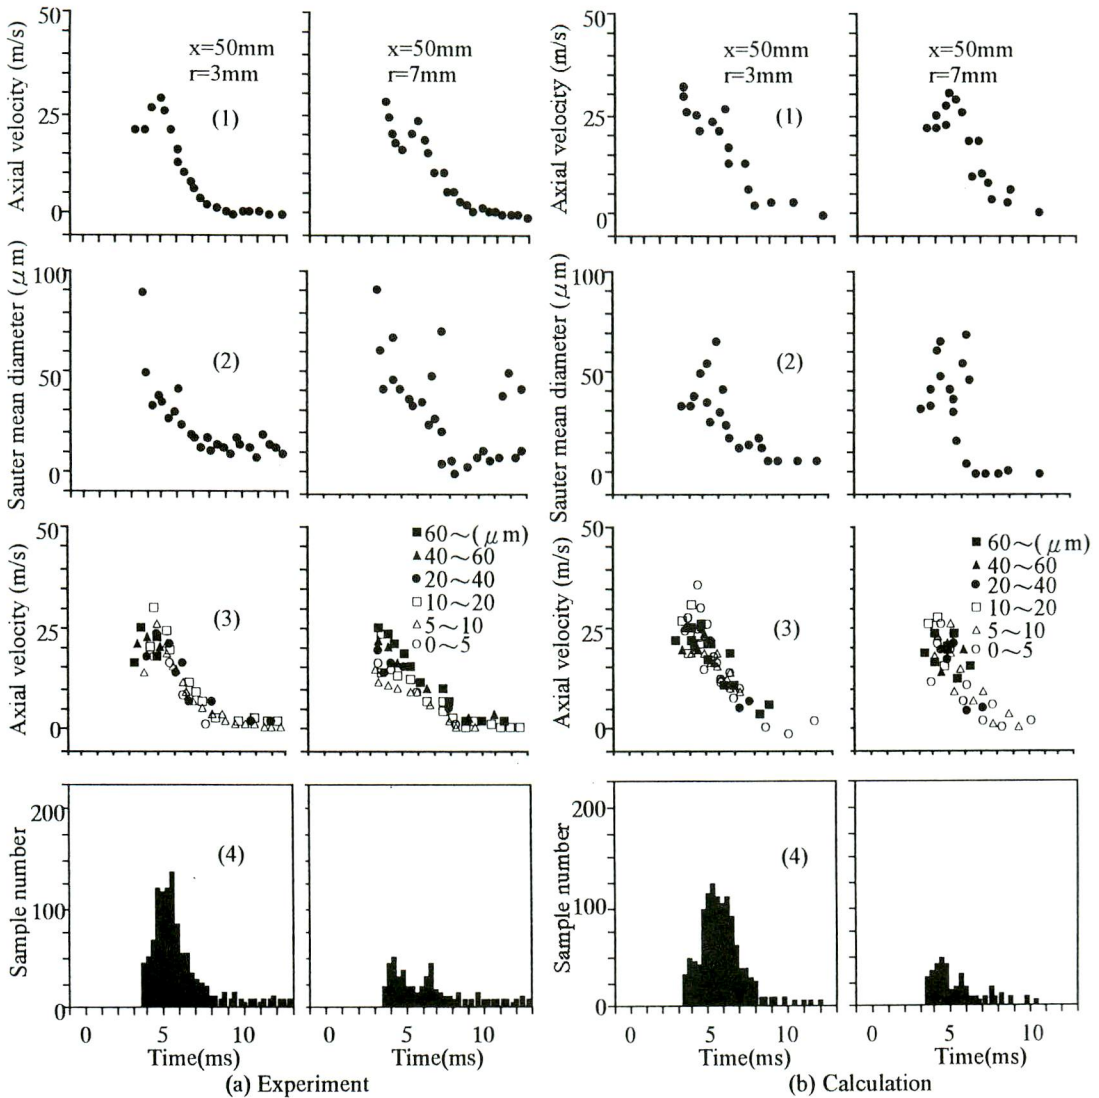 Axial velocity (m/s)
50
25
0
x=50mm
r=3mm
(1)
x=50mm
r=7mm
Axial velocity (m/s)
50
25
0
x=50mm
r=3mm
(1)
x=50mm
r=7mm
Sauter mean diameter (μm)
100
50
0
(2)
Sauter mean diameter (μm)
100
50
0
(2)
Axial velocity (m/s)
50
25
0
(3)
■60～(μm)
▲40～60
●20～40
□10～20
△5～10
○0～5
Axial velocity (m/s)
50
25
0
(3)
■60～(μm)
▲40～60
●20～40
□10～20
△5～10
○0～5
Sample number
200
100
0
(4)
Sample number
200
100
0
(4)
0 5 10
0 5 10
0 5 10
0 5 10
Time(ms)
Time(ms)
Time(ms)
Time(ms)
(a) Experiment
(b) Calculation